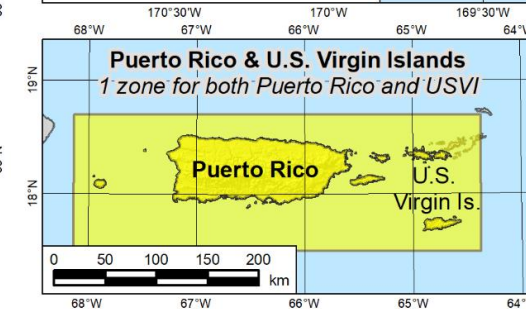 170°30'W 170°W 169°30'W
68°W 67°W 66°W 65°W 64°
Puerto Rico & U.S. Virgin Islands
1 zone for both Puerto Rico and USVI
19°N
Puerto Rico
U.S.
Virgin Is.
18°N
0 50 100 150 200
km
68°W 67°W 66°W 65°W 64°